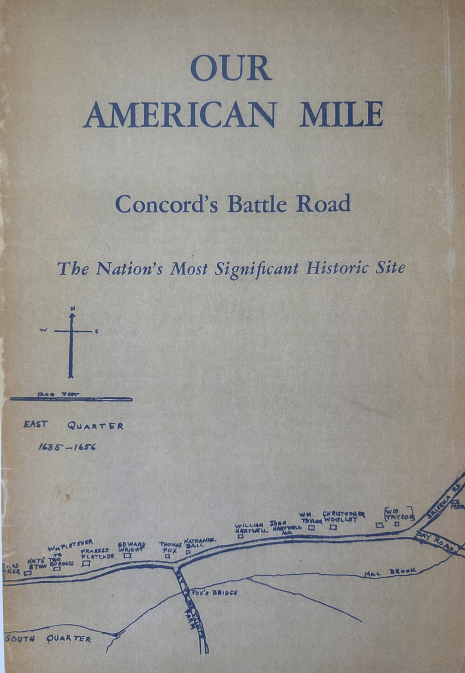 OUR
AMERICAN MILE
Concord's Battle Road
The Nation's Most Significant Historic Site
N
W E
1200 FEET
EAST QUARTER
1635-1656
WM FLETCHER
FRANCIS
FLETCHER
EDWARD
WRIGHT
THOMAS
FOX
NATHANIEL
BALL
WILLIAM
HARTWELL
JOHN
HARTWELL
WM.
TAYLOR
CHRISTOPHER
WOOLLEY
WM
TAYLOR
BAY ROAD
MILL BROOK
FOX'S BRIDGE
SOUTH QUARTER